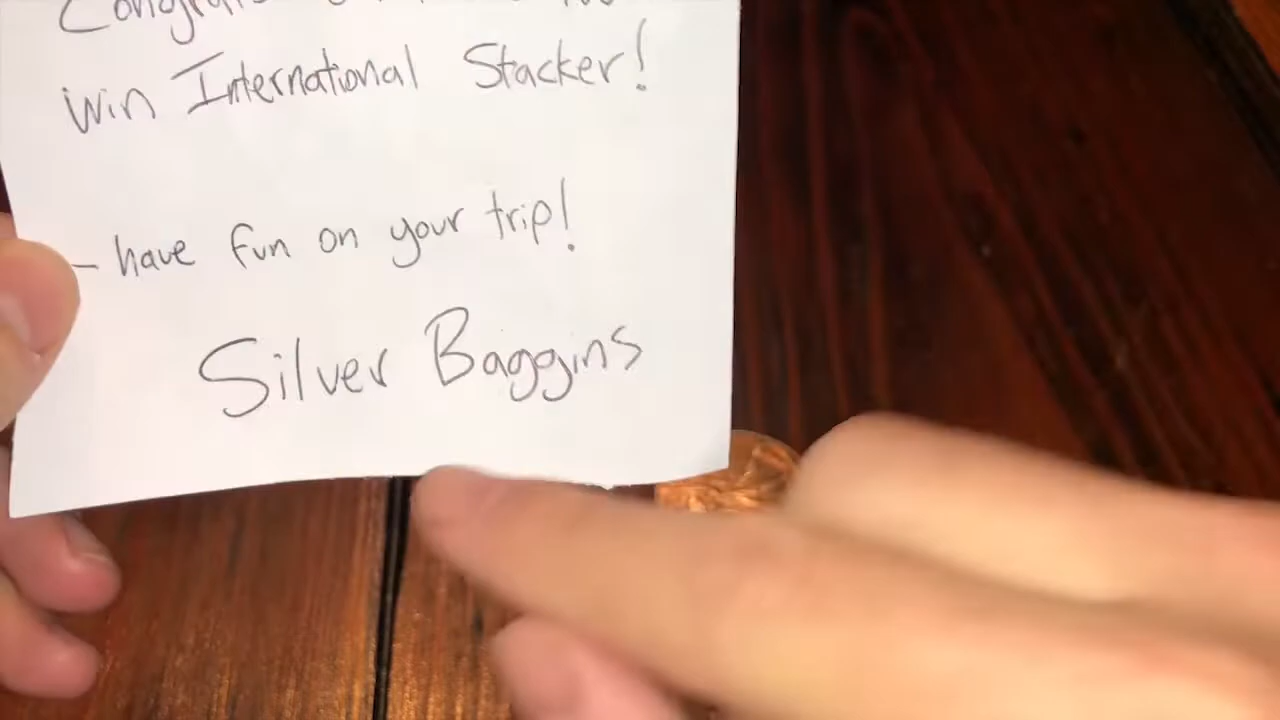 win International Stacker!
- have fun on your trip!
Silver Baggins